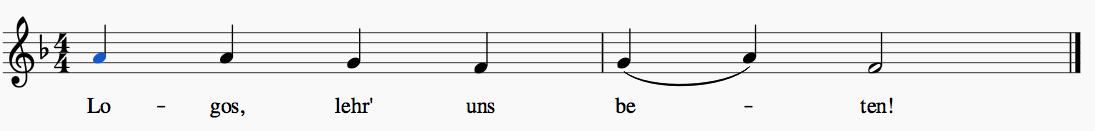 Lo - gos, lehr' uns be - ten!